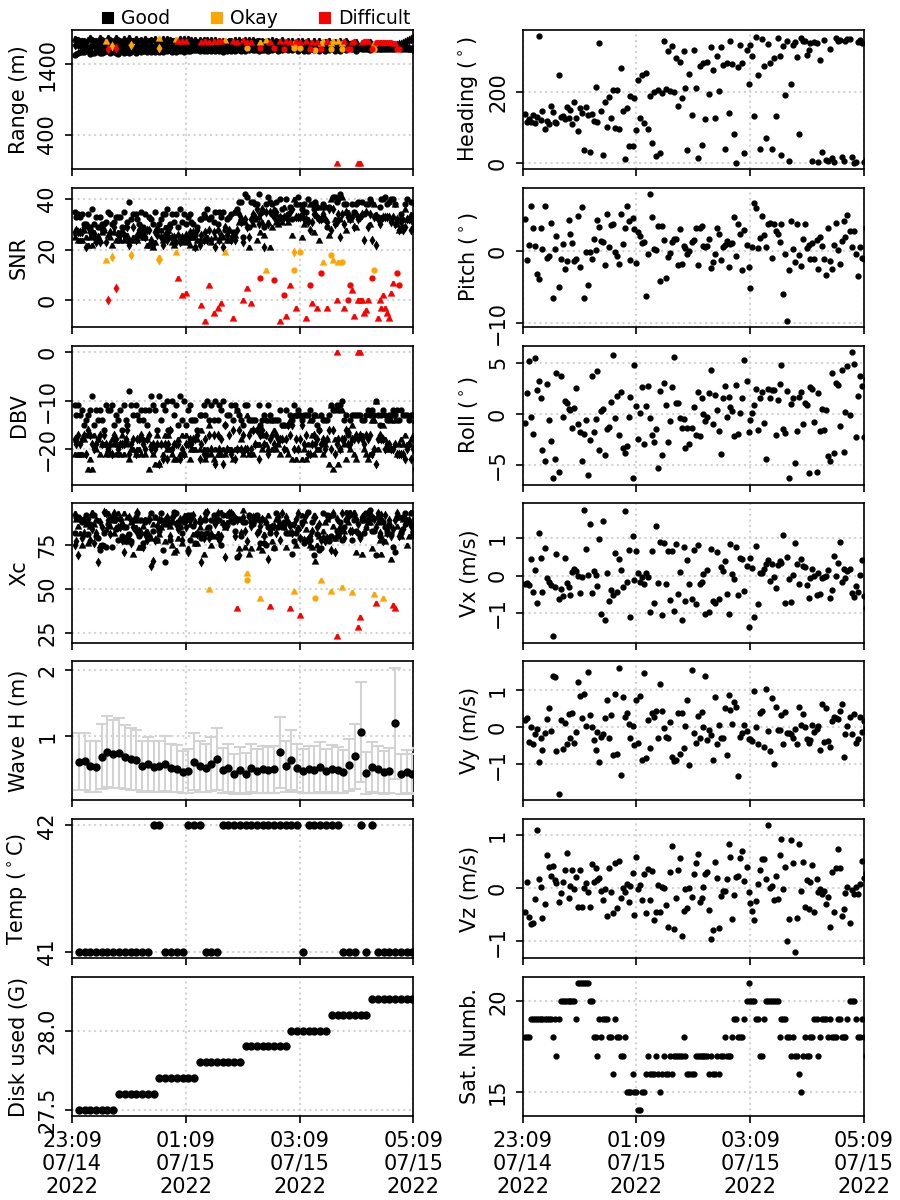 Good Okay Difficult
Range (m)
1400
400
Heading (°)
200
0
SNR
40
20
0
Pitch (°)
0
−10
DBV
0
−10
−20
Roll (°)
5
0
−5
Xc
75
50
25
Vx (m/s)
1
0
−1
Wave H (m)
2
1
Vy (m/s)
1
0
−1
Temp (°C)
42
41
Vz (m/s)
1
0
−1
Disk used (G)
28.0
27.5
Sat. Numb.
20
15
23:09 01:09 03:09 05:09
07/14 07/15 07/15 07/15
2022 2022 2022 2022
23:09 01:09 03:09 05:09
07/14 07/15 07/15 07/15
2022 2022 2022 2022